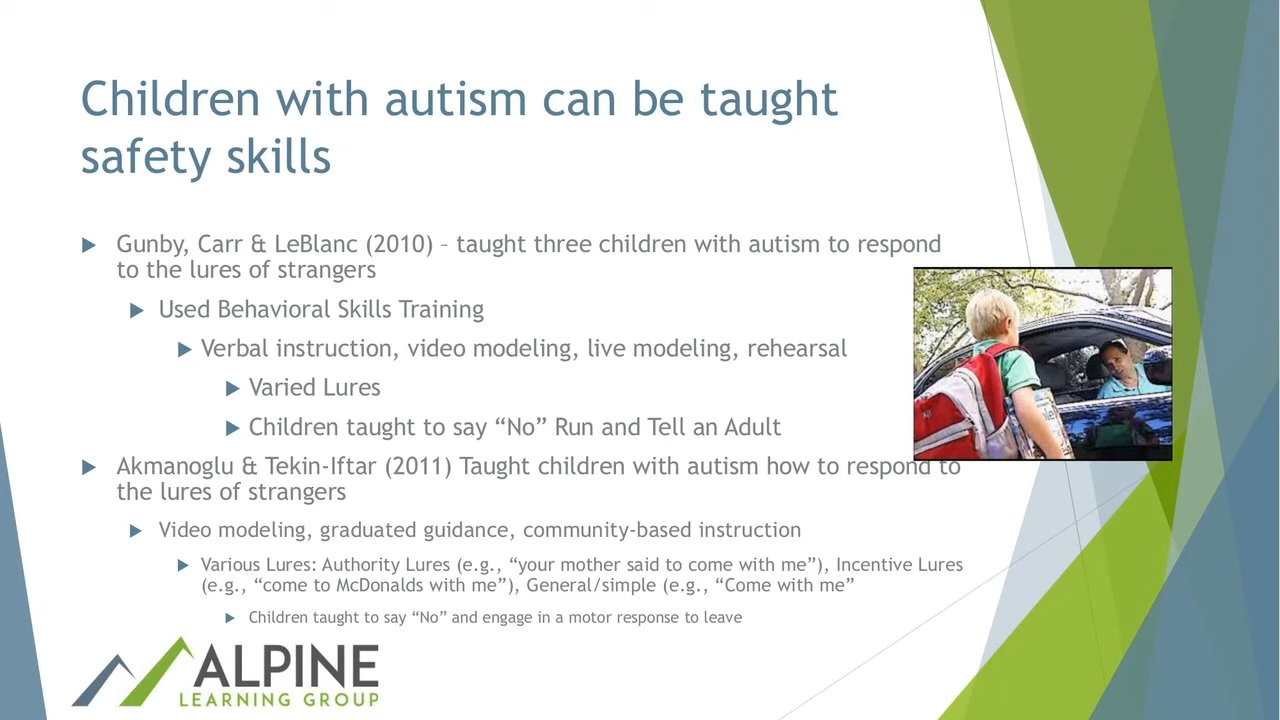 Children with autism can be taught
safety skills
Gunby, Carr & LeBlanc (2010) – taught three children with autism to respond
to the lures of strangers
Used Behavioral Skills Training
Verbal instruction, video modeling, live modeling, rehearsal
Varied Lures
Children taught to say “No” Run and Tell an Adult
Akmanoglu & Tekin-Iftar (2011) Taught children with autism how to respond to
the lures of strangers
Video modeling, graduated guidance, community-based instruction
Various Lures: Authority Lures (e.g., “your mother said to come with me”), Incentive Lures
(e.g., “come to McDonalds with me”), General/simple (e.g., “Come with me”
Children taught to say “No” and engage in a motor response to leave
ALPINE
LEARNING GROUP